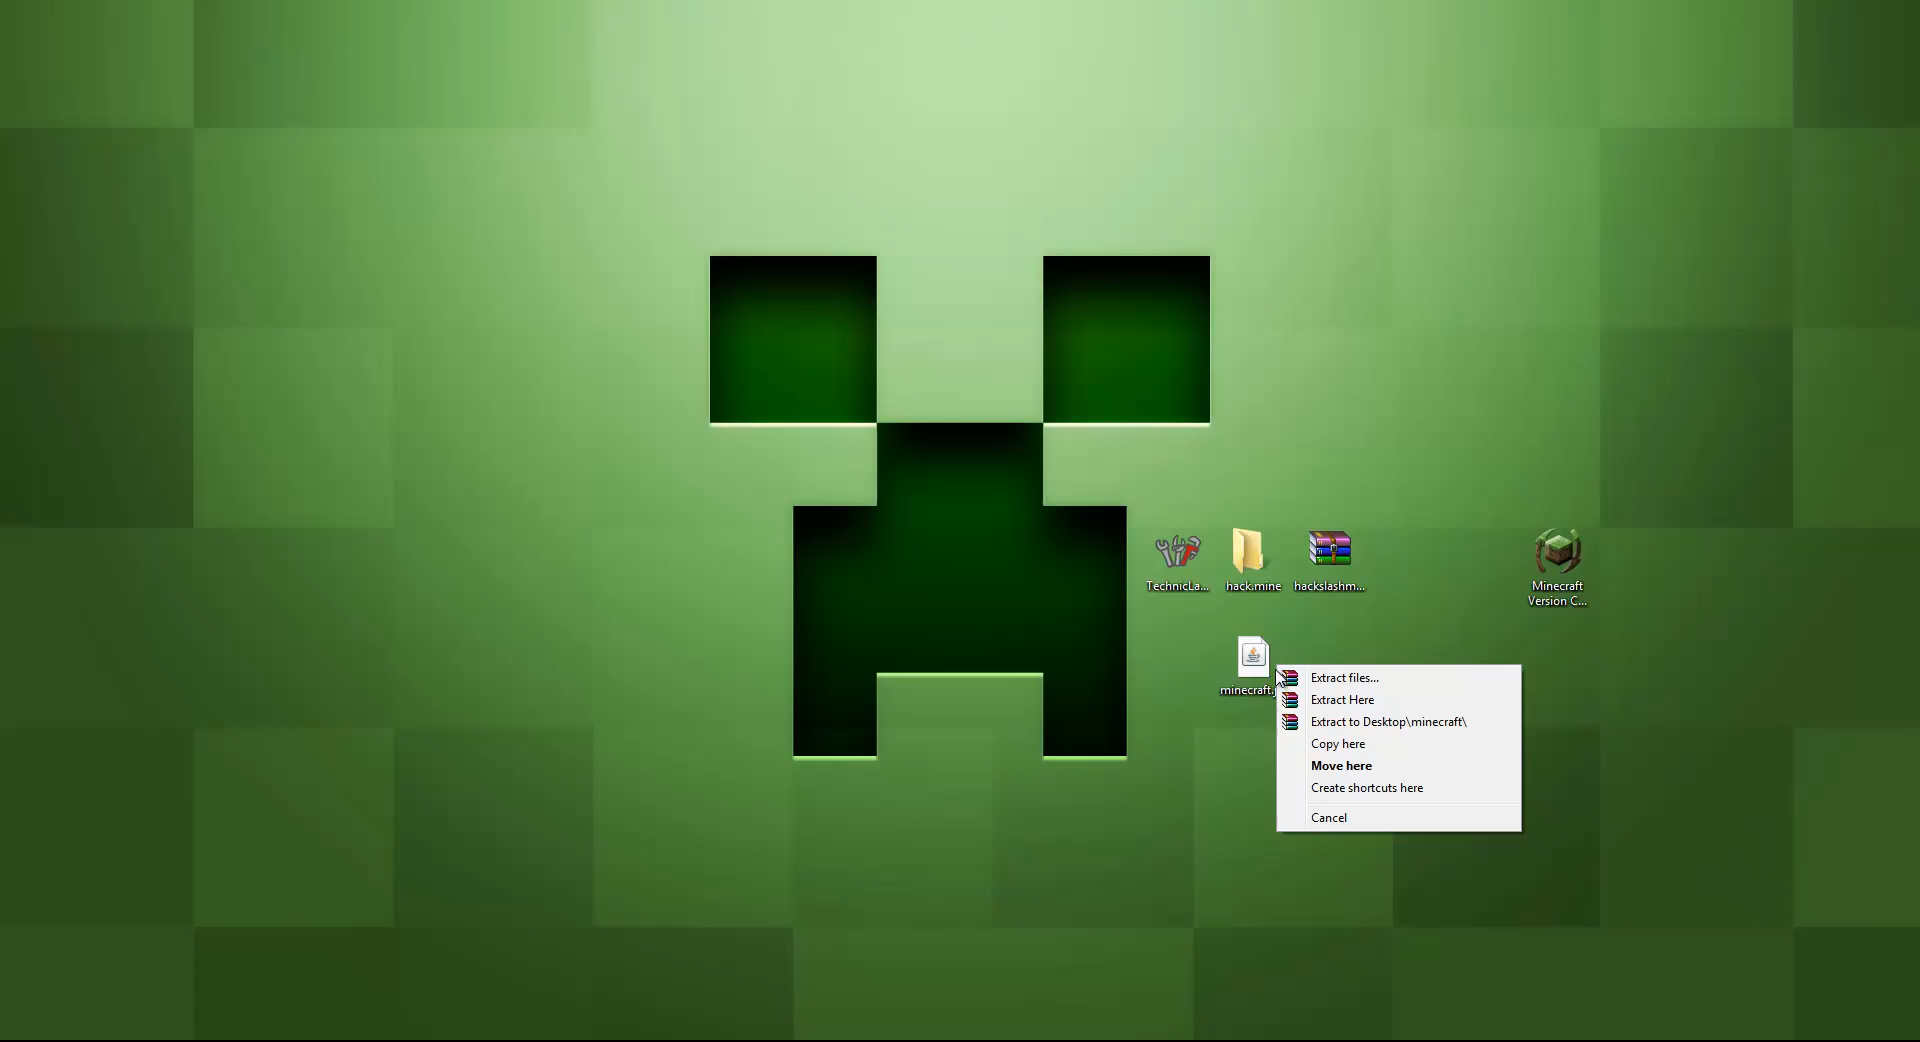 TechnicLa...
hack.mine
hackslashm...
Minecraft
Version C...
minecraft.j
Extract files...
Extract Here
Extract to Desktop\minecraft\
Copy here
Move here
Create shortcuts here
Cancel